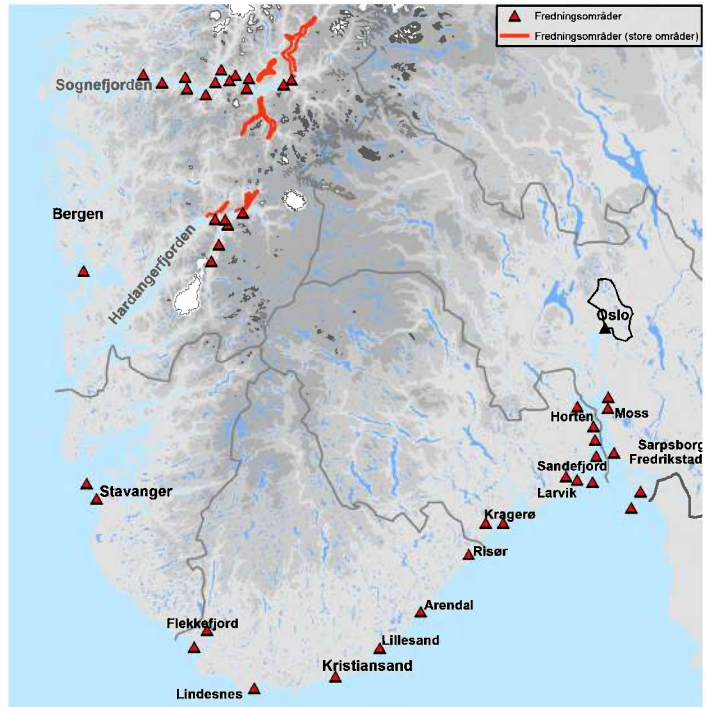 Fredningsområder
Fredningsområder (store områder)
Sognefjorden
Bergen
Hardangerfjorden
Oslo
Horten
Moss
Sarpsborg
Fredrikstad
Sandefjord
Larvik
Stavanger
Kragerø
Risør
Arendal
Flekkefjord
Lillesand
Kristiansand
Lindesnes